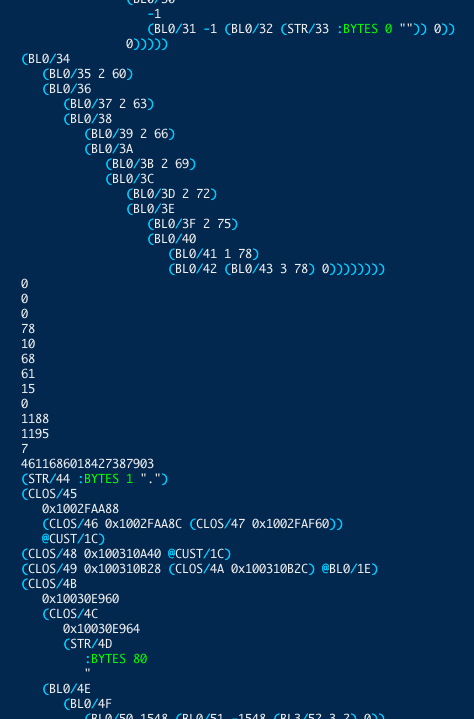 (BL0/30
-1
(BL0/31 -1 (BL0/32 (STR/33 :BYTES 0 "")) 0))
0)))))
(BL0/34
(BL0/35 2 60)
(BL0/36
(BL0/37 2 63)
(BL0/38
(BL0/39 2 66)
(BL0/3A
(BL0/3B 2 69)
(BL0/3C
(BL0/3D 2 72)
(BL0/3E
(BL0/3F 2 75)
(BL0/40
(BL0/41 1 78)
(BL0/42 (BL0/43 3 78) 0))))))))
0
0
0
78
10
68
61
15
0
1188
1195
7
4611686018427387903
(STR/44 :BYTES 1 ".")
(CLOS/45
0x1002FAA88
(CLOS/46 0x1002FAA8C (CLOS/47 0x1002FAF60))
@CUST/1C)
(CLOS/48 0x100310A40 @CUST/1C)
(CLOS/49 0x100310B28 (CLOS/4A 0x100310B2C) @BL0/1E)
(CLOS/4B
0x10030E960
(CLOS/4C
0x10030E964
(STR/4D
:BYTES 80
"
(BL0/4E
(BL0/4F
(BL0/50 1548 (BL0/51 -1548 (BL3/52 3 2) 0))